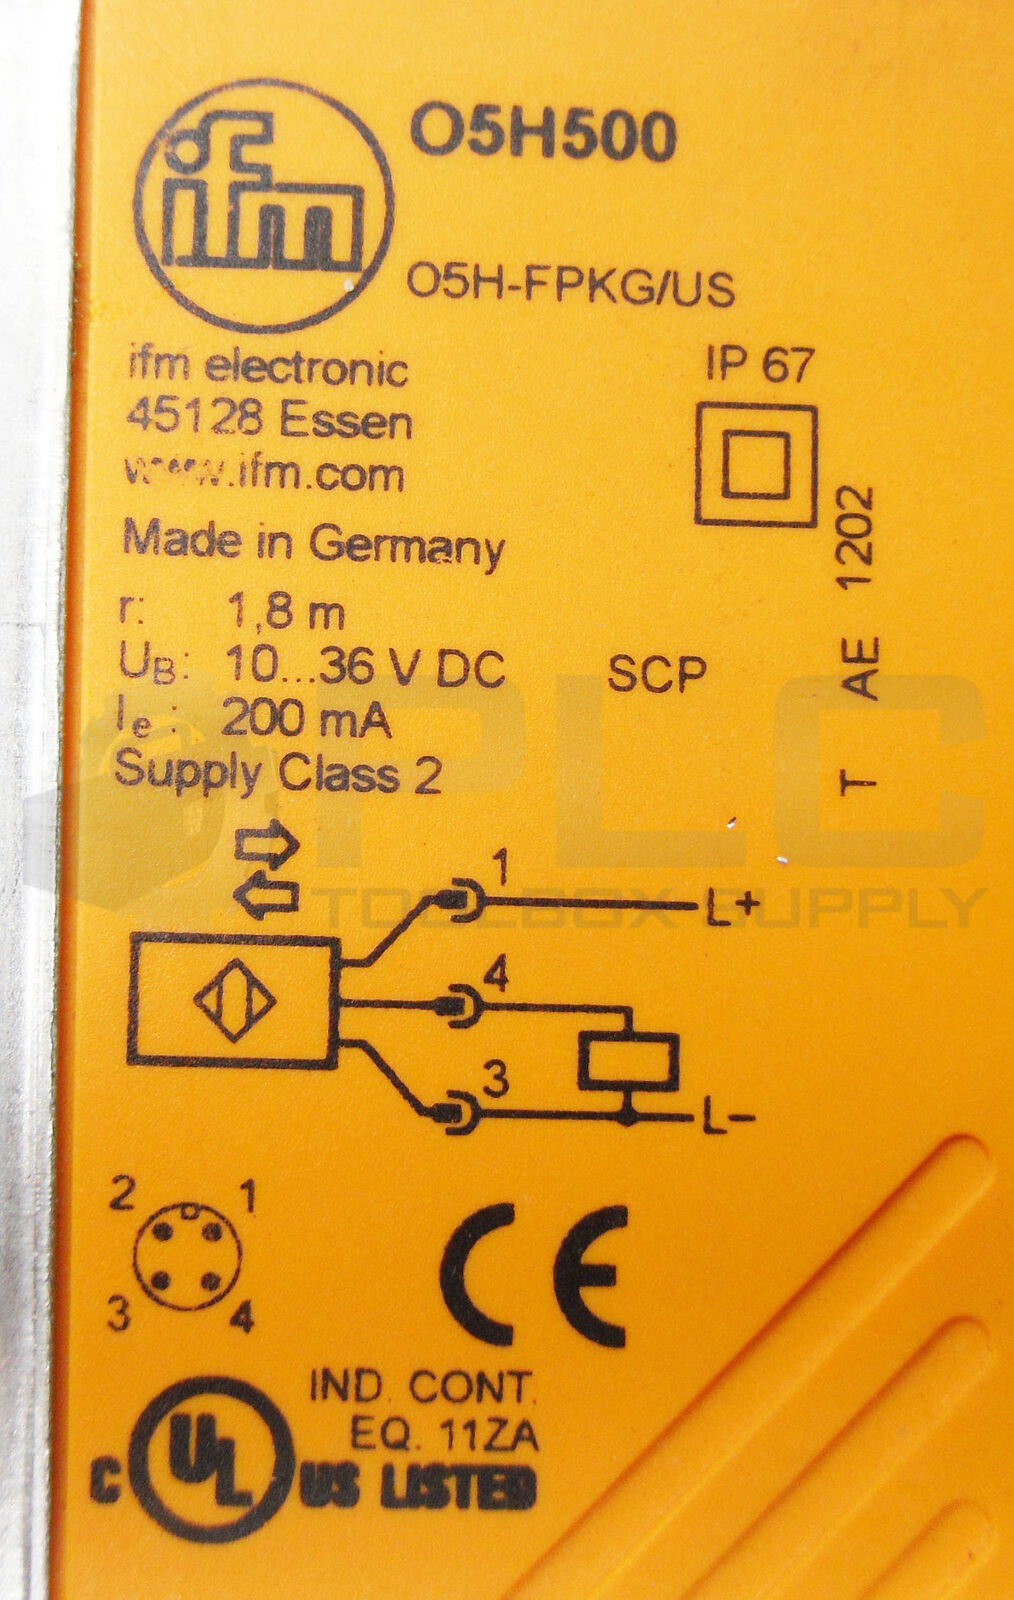 ifm
O5H500
O5H-FPKG/US
ifm electronic
45128 Essen
www.ifm.com
IP 67
Made in Germany
r: 1,8 m
UB: 10...36 V DC SCP
Ie: 200 mA
Supply Class 2
T AE 1202
PLC
TOOLBOX SUPPLY
1 L+
4
3 L-
2 1
3 4
CE
IND. CONT.
EQ. 11ZA
C UL US LISTED